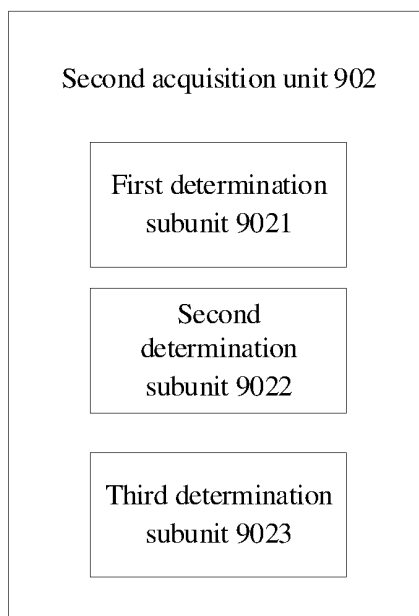 Second acquisition unit 902
First determination
subunit 9021
Second
determination
subunit 9022
Third determination
subunit 9023